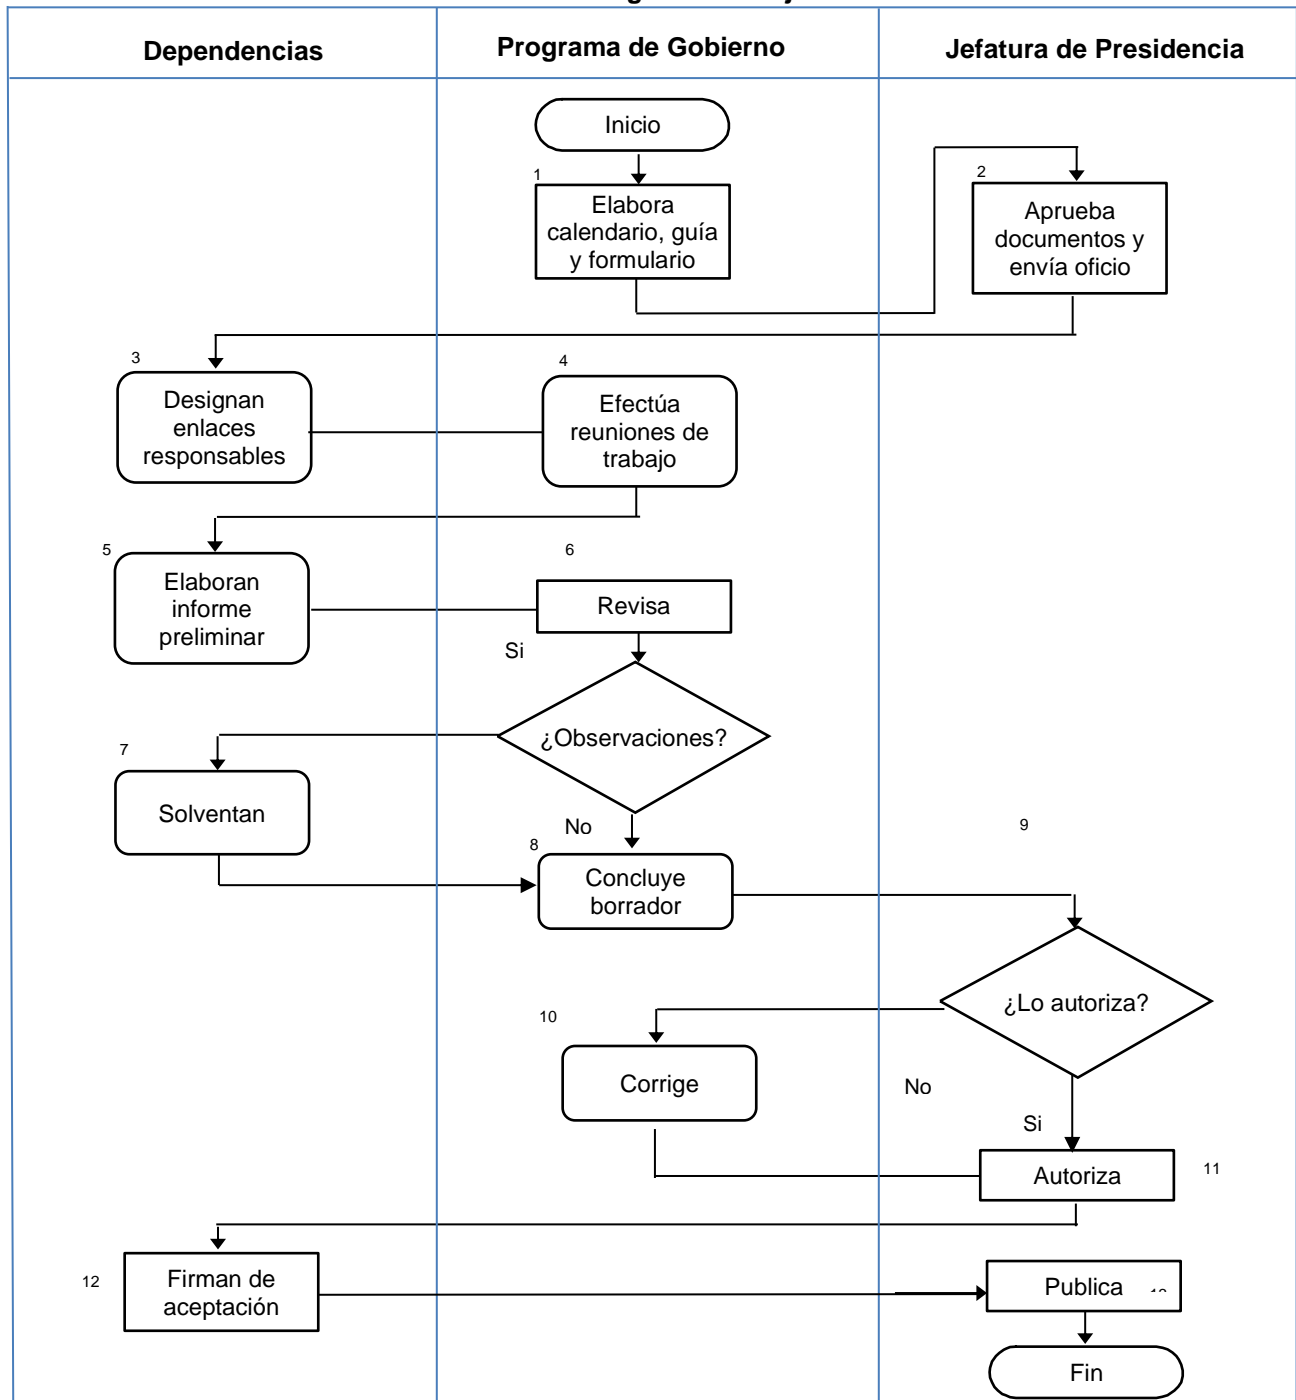 Dependencias
Programa de Gobierno
Jefatura de Presidencia
Inicio
1
Elabora
calendario, guía
y formulario
2
Aprueba
documentos y
envía oficio
3
Designan
enlaces
responsables
4
Efectúa
reuniones de
trabajo
5
Elaboran
informe
preliminar
6
Revisa
Si
¿Observaciones?
7
Solventan
No
8
Concluye
borrador
9
¿Lo autoriza?
10
Corrige
No
Si
Autoriza
11
12
Firman de
aceptación
Publica
Fin